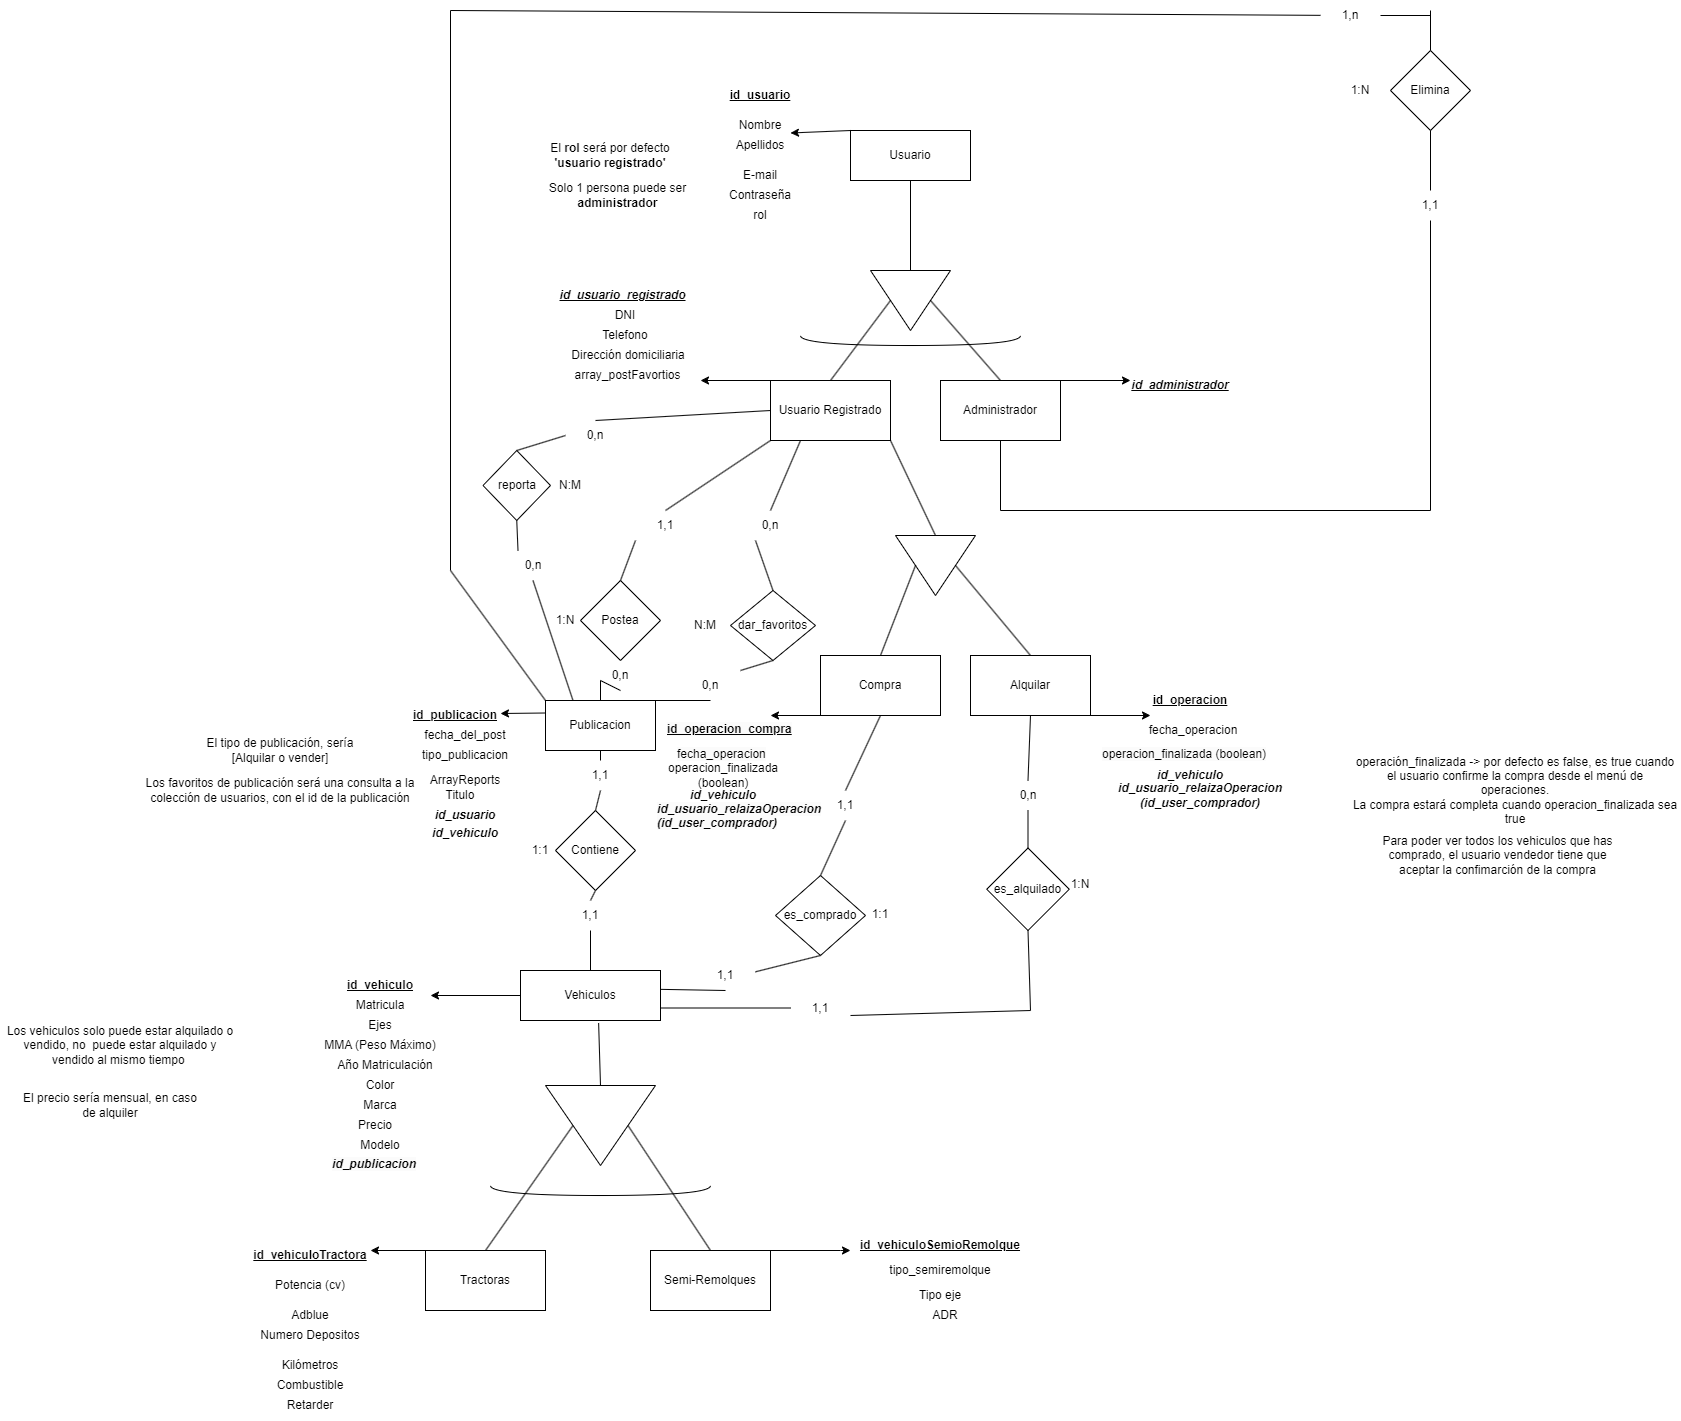 1,n
Elimina
1:N
1,1
id_usuario
Nombre
Apellidos
E-mail
Contraseña
rol
Usuario
El rol será por defecto
'usuario registrado'
Solo 1 persona puede ser
administrador
id_usuario_registrado
DNI
Telefono
Dirección domiciliaria
array_postFavortios
Usuario Registrado
Administrador
id_administrador
0,n
reporta
N:M
0,n
1,1
0,n
1:N
Postea
N:M
dar_favoritos
0,n
0,n
Compra
Alquilar
id_publicacion
fecha_del_post
tipo_publicacion
ArrayReports
Titulo
id_usuario
id_vehiculo
Publicacion
El tipo de publicación, sería
[Alquilar o vender]
Los favoritos de publicación será una consulta a la
colección de usuarios, con el id de la publicación
id_operacion_compra
fecha_operacion
operacion_finalizada
(boolean)
id_vehiculo
id_usuario_relaizaOperacion
(id_user_comprador)
id_operacion
fecha_operacion
operacion_finalizada (boolean)
id_vehiculo
id_usuario_relaizaOperacion
(id_user_comprador)
operación_finalizada -> por defecto es false, es true cuando
el usuario confirme la compra desde el menú de
operaciones.
La compra estará completa cuando operacion_finalizada sea
true
Para poder ver todos los vehiculos que has
comprado, el usuario vendedor tiene que
aceptar la confimarción de la compra
1,1
1:1
Contiene
1,1
1,1
es_comprado
1:1
1,1
0,n
es_alquilado
1:N
1,1
Vehiculos
id_vehiculo
Matricula
Ejes
MMA (Peso Máximo)
Año Matriculación
Color
Marca
Precio
Modelo
id_publicacion
Los vehiculos solo puede estar alquilado o
vendido, no puede estar alquilado y
vendido al mismo tiempo
El precio sería mensual, en caso
de alquiler
id_vehiculoTractora
Potencia (cv)
Adblue
Numero Depositos
Kilómetros
Combustible
Retarder
Tractoras
Semi-Remolques
id_vehiculoSemioRemolque
tipo_semiremolque
Tipo eje
ADR